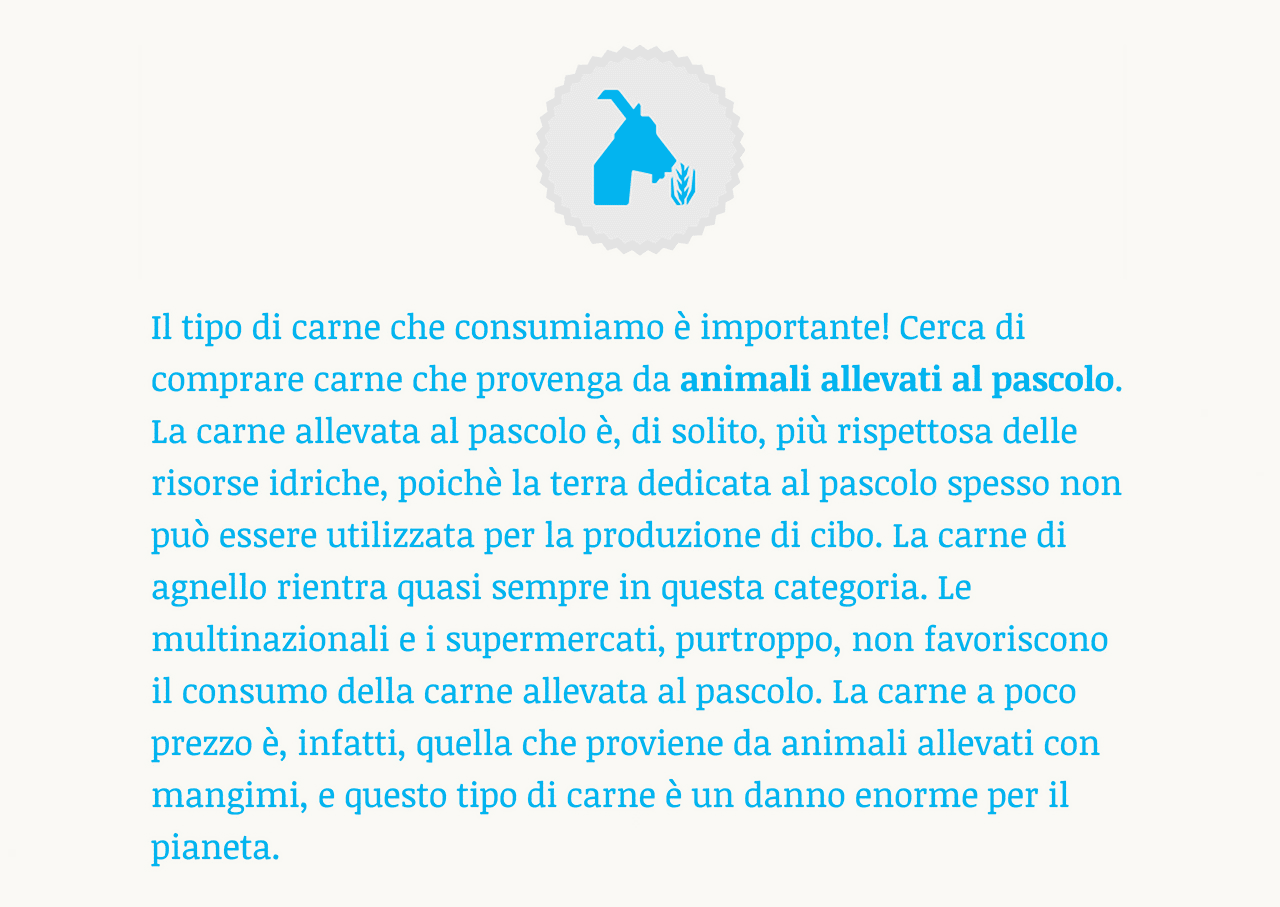 Il tipo di carne che consumiamo è importante! Cerca di
comprare carne che provenga da animali allevati al pascolo.
La carne allevata al pascolo è, di solito, più rispettosa delle
risorse idriche, poichè la terra dedicata al pascolo spesso non
può essere utilizzata per la produzione di cibo. La carne di
agnello rientra quasi sempre in questa categoria. Le
multinazionali e i supermercati, purtroppo, non favoriscono
il consumo della carne allevata al pascolo. La carne a poco
prezzo è, infatti, quella che proviene da animali allevati con
mangimi, e questo tipo di carne è un danno enorme per il
pianeta.